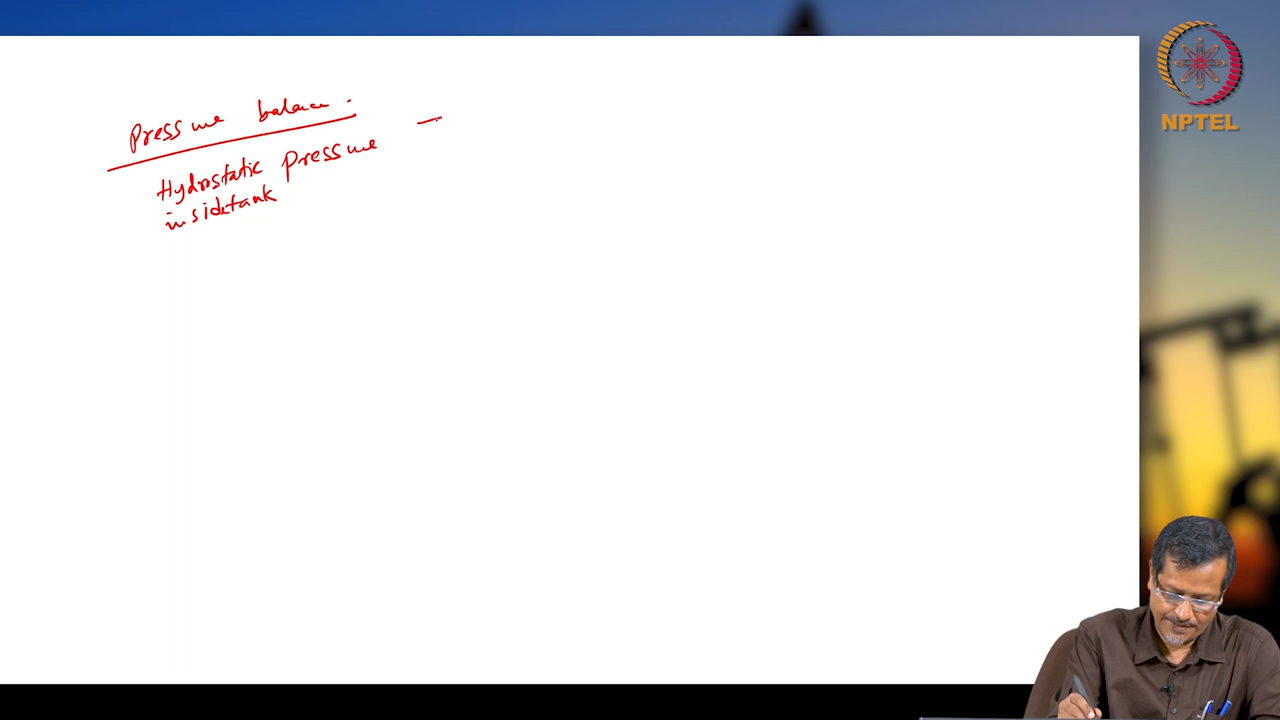 Pressure balance.
Hydrostatic Pressure -
inside tank
NPTEL